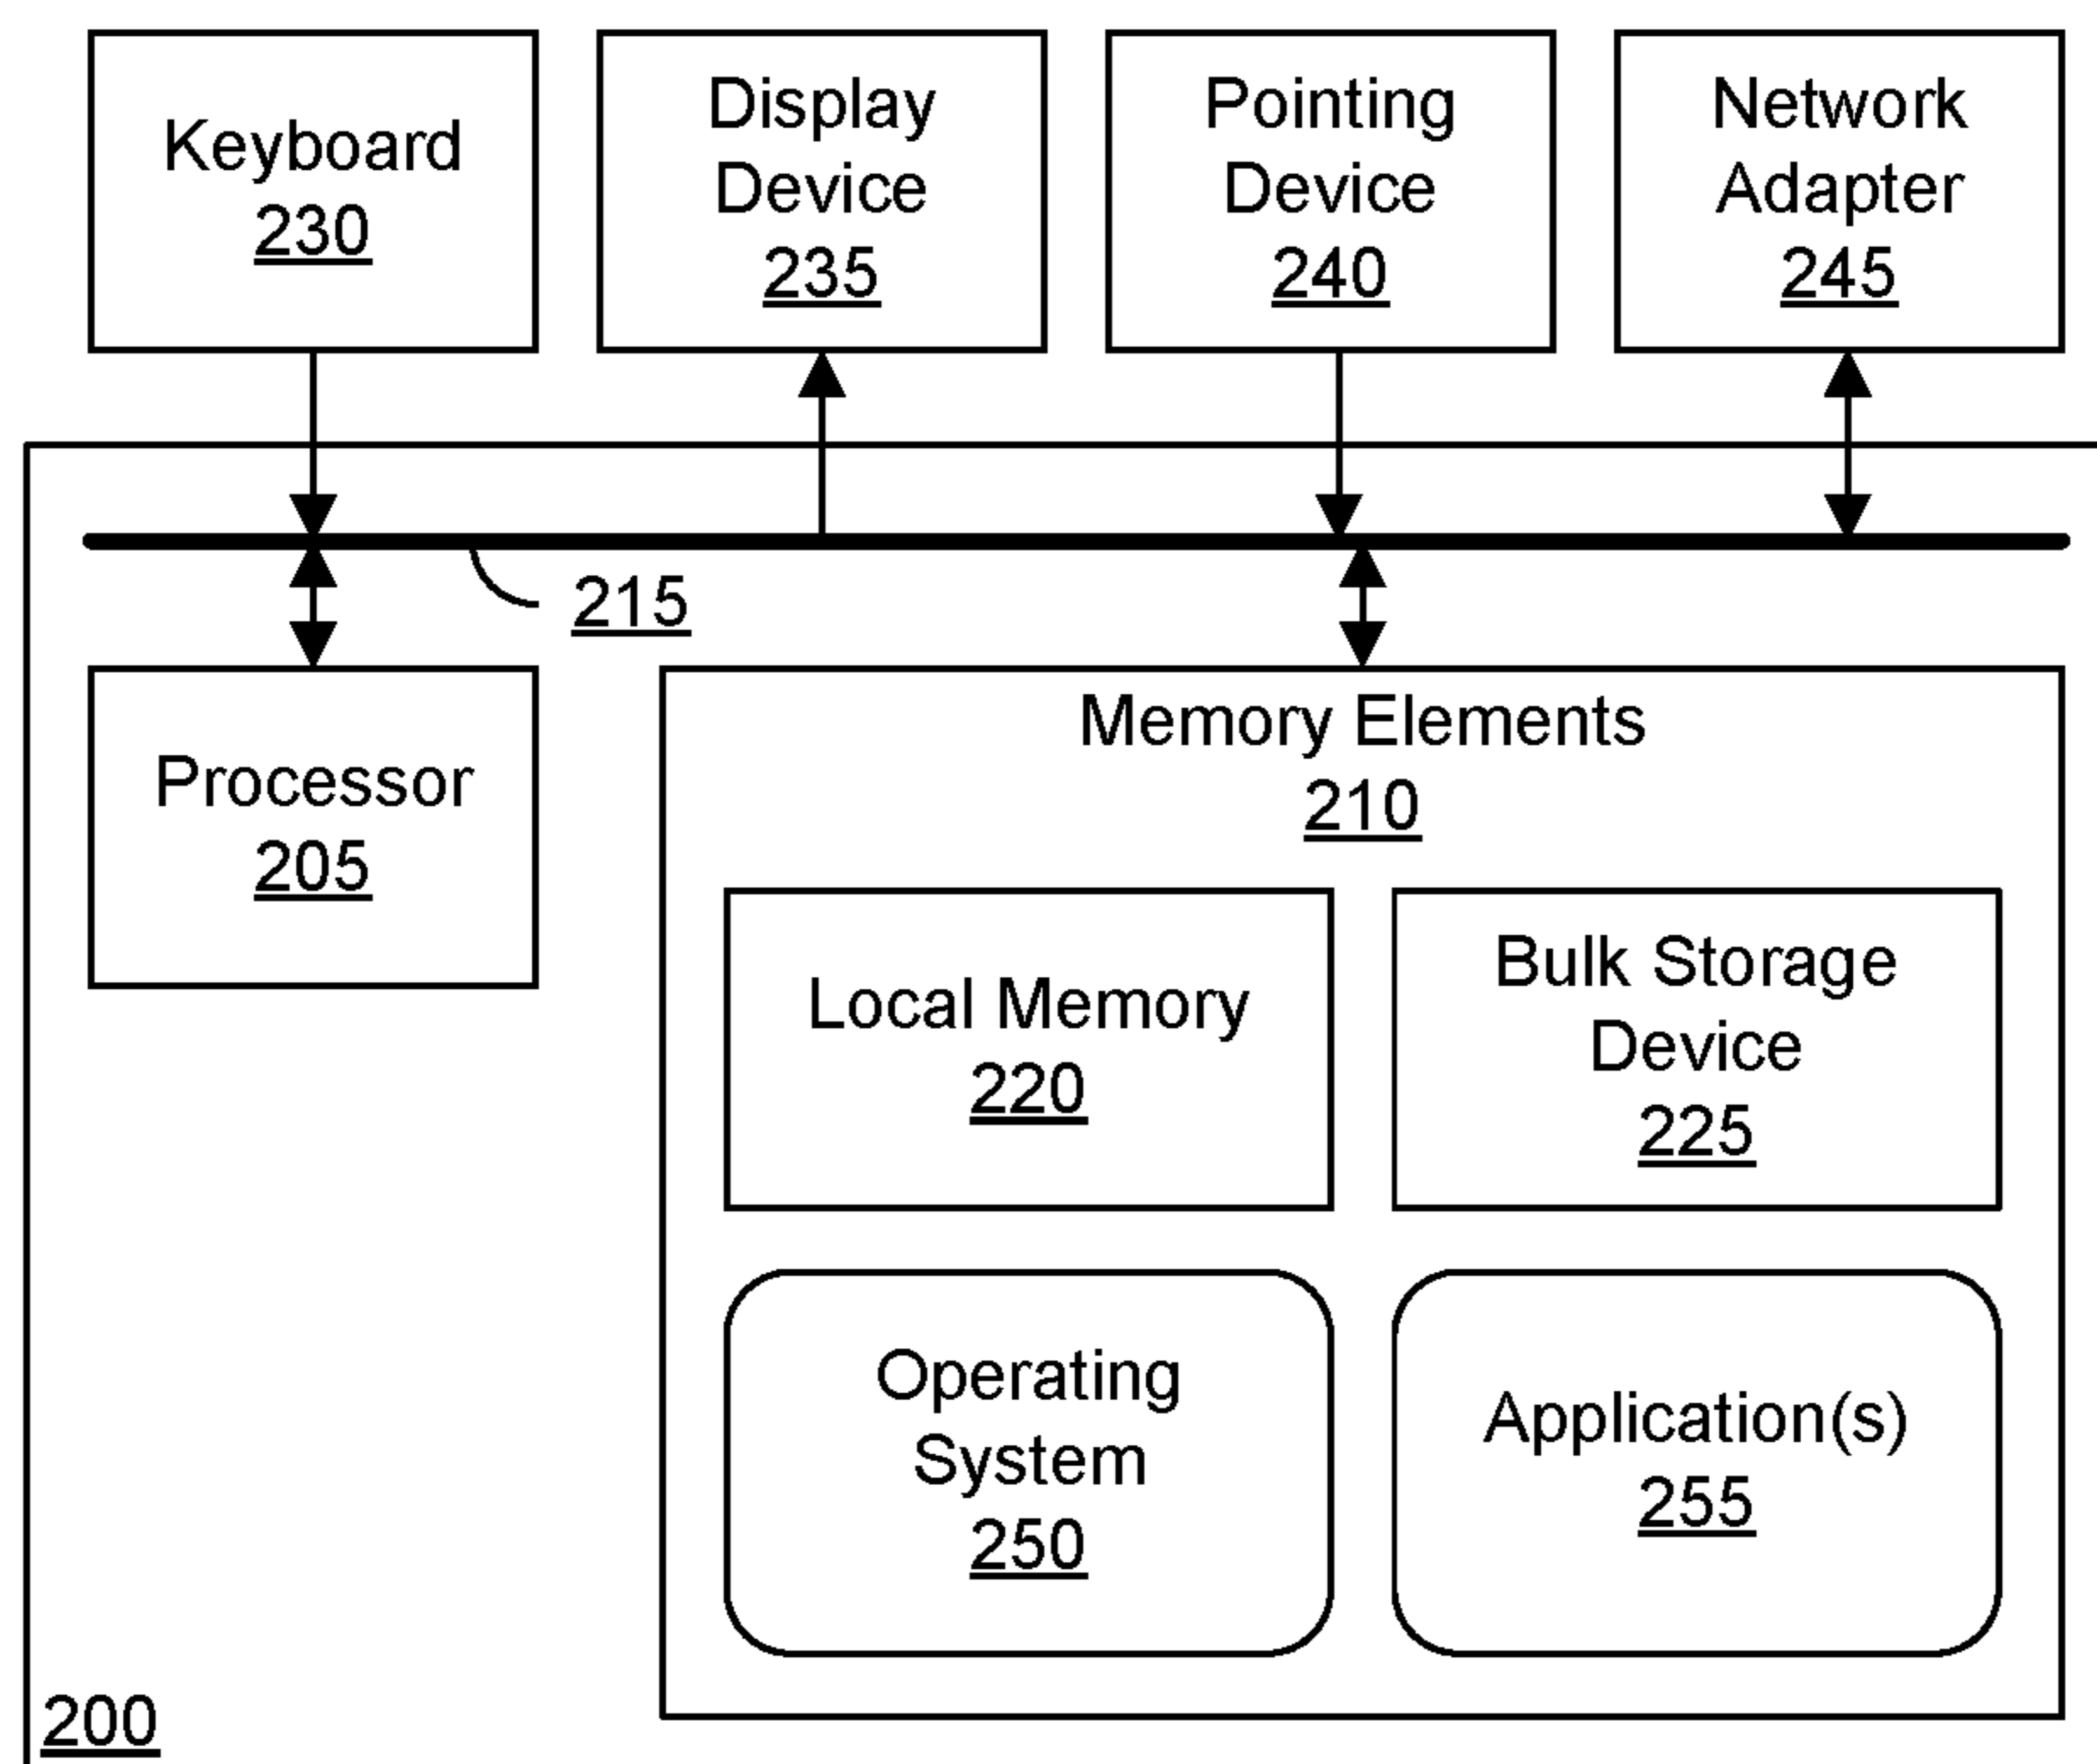 Keyboard
230
Display
Device
235
Pointing
Device
240
Network
Adapter
245
215
Processor
205
Memory Elements
210
Local Memory
220
Bulk Storage
Device
225
Operating
System
250
Application(s)
255
200